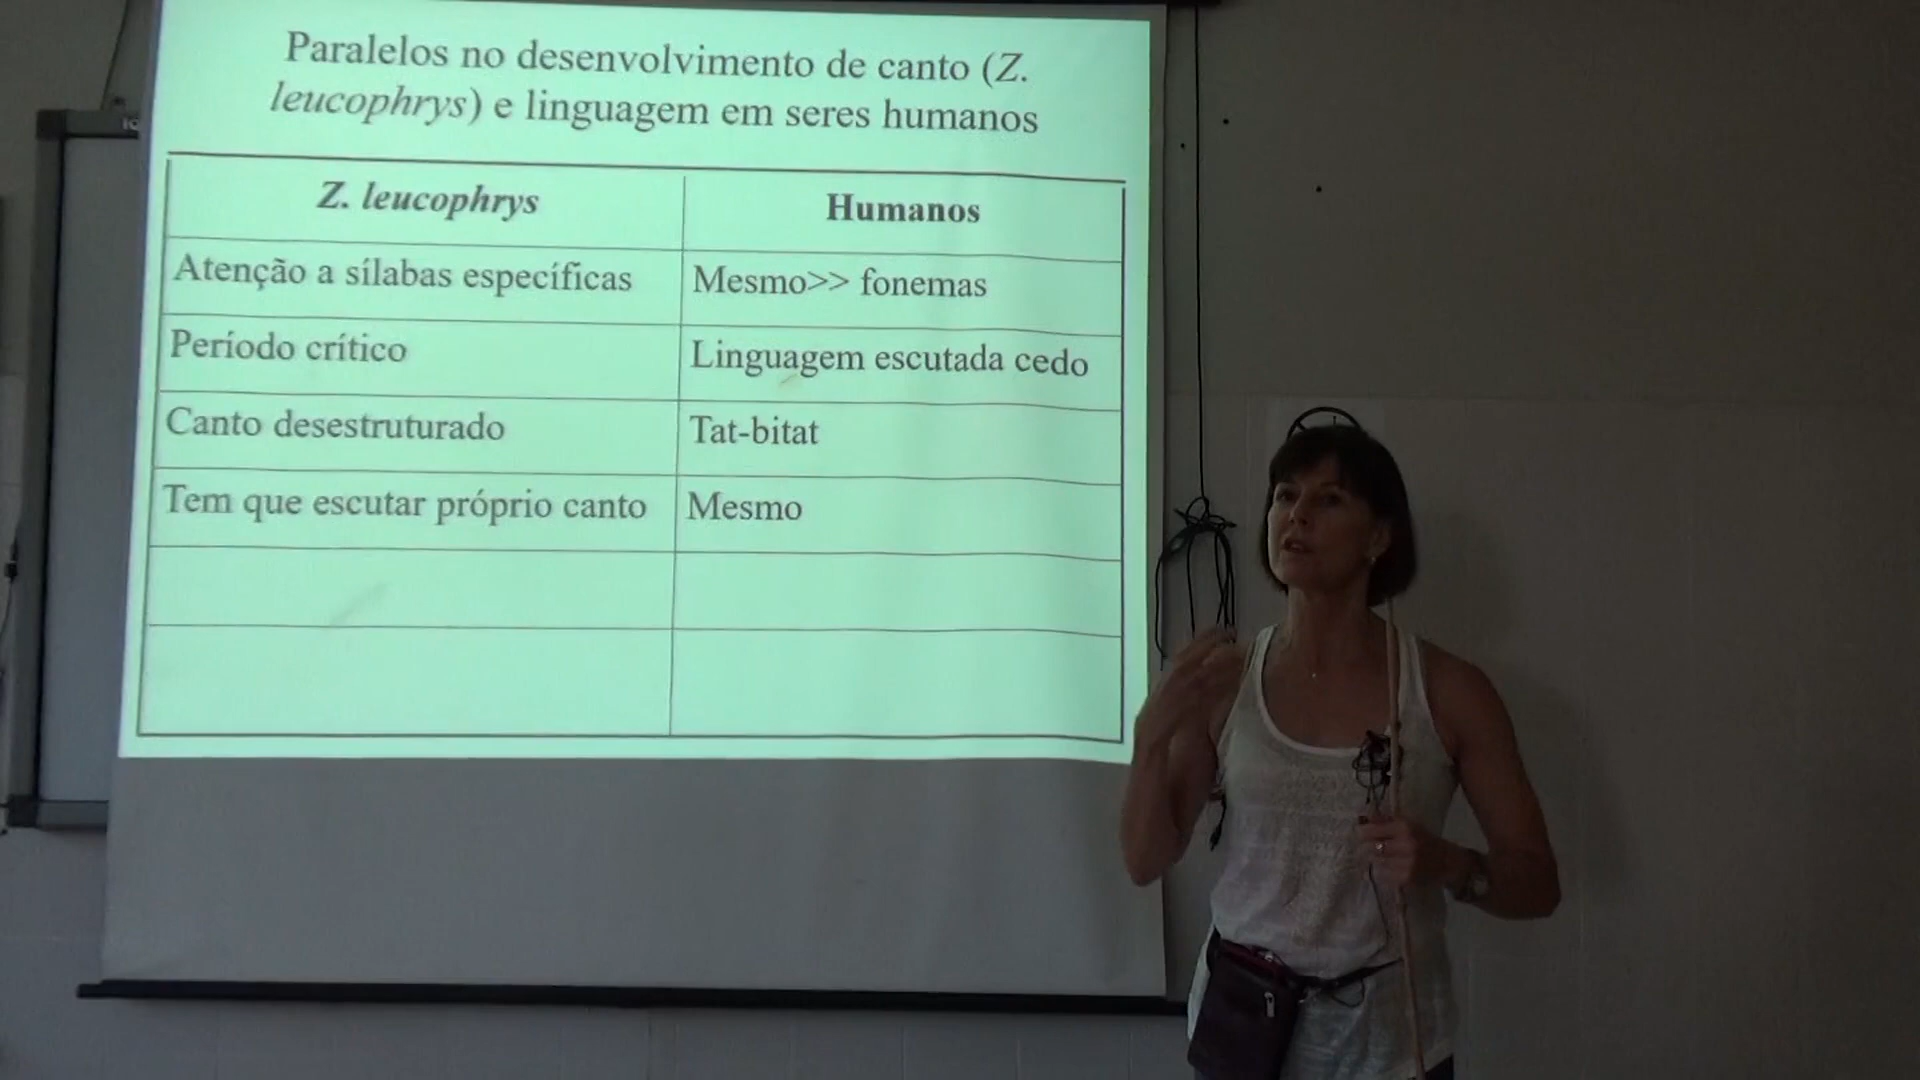 Paralelos no desenvolvimento de canto (Z.
leucophrys) e linguagem em seres humanos
Z. leucophrys
Humanos
Atenção a sílabas específicas
Mesmo>> fonemas
Período crítico
Linguagem escutada cedo
Canto desestruturado
Tat-bitat
Tem que escutar próprio canto
Mesmo